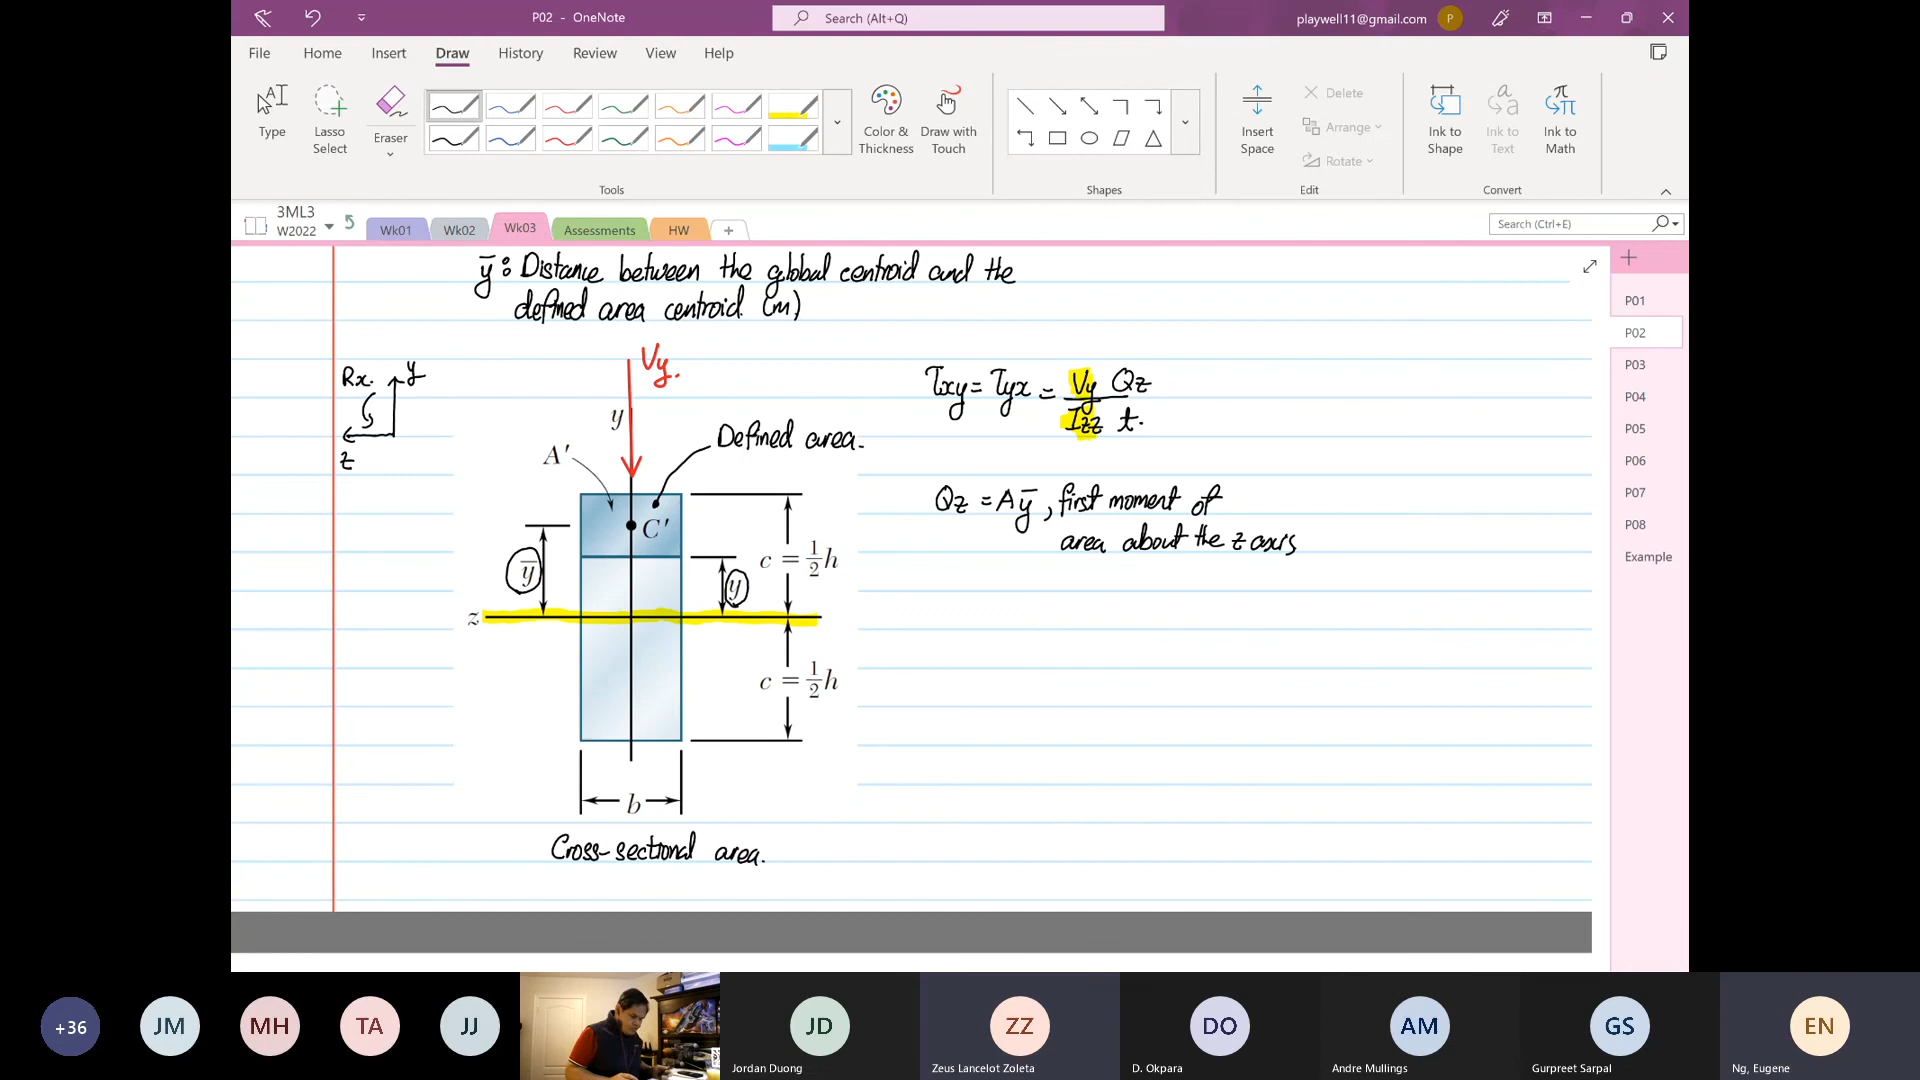 P02 - OneNote
Search (Alt+Q)
playwell11@gmail.com
P
File Home Insert Draw History Review View Help
Type
Lasso Select
Eraser
Color & Thickness
Draw with Touch
Insert Space
Delete
Arrange
Rotate
Ink to Shape
Ink to Text
Ink to Math
Tools
Shapes
Edit
Convert
3ML3
W2022
Wk01 Wk02 Wk03 Assessments HW
Search (Ctrl+E)
P01
P02
P03
P04
P05
P06
P07
P08
Example
ȳ : Distance between the global centroid and the
defined area centroid. (m)
Rx.
y
z
Vy.
y
A'
Defined area.
C'
ȳ
y
c = 1/2 h
z
c = 1/2 h
b
Cross-sectional area.
τxy = τyx = Vy Qz
Izz t.
Qz = Aȳ, first moment of
area about the z axis
+36
JM
MH
TA
JJ
JD
Jordan Duong
ZZ
Zeus Lancelot Zoleta
DO
D. Okpara
AM
Andre Mullings
GS
Gurpreet Sarpal
EN
Ng, Eugene